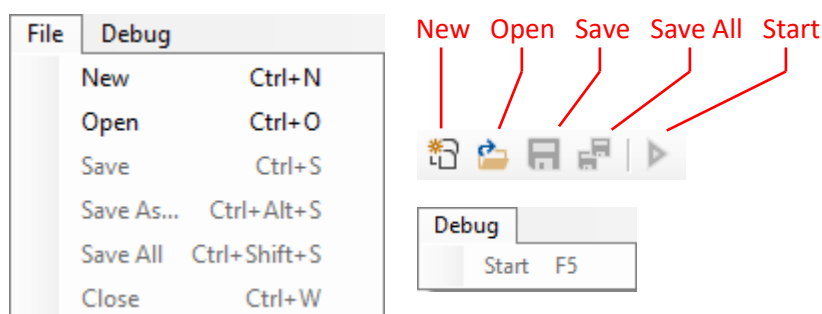 File Debug
New Ctrl+N
Open Ctrl+O
Save Ctrl+S
Save As... Ctrl+Alt+S
Save All Ctrl+Shift+S
Close Ctrl+W
New Open Save Save All Start
Debug
Start F5